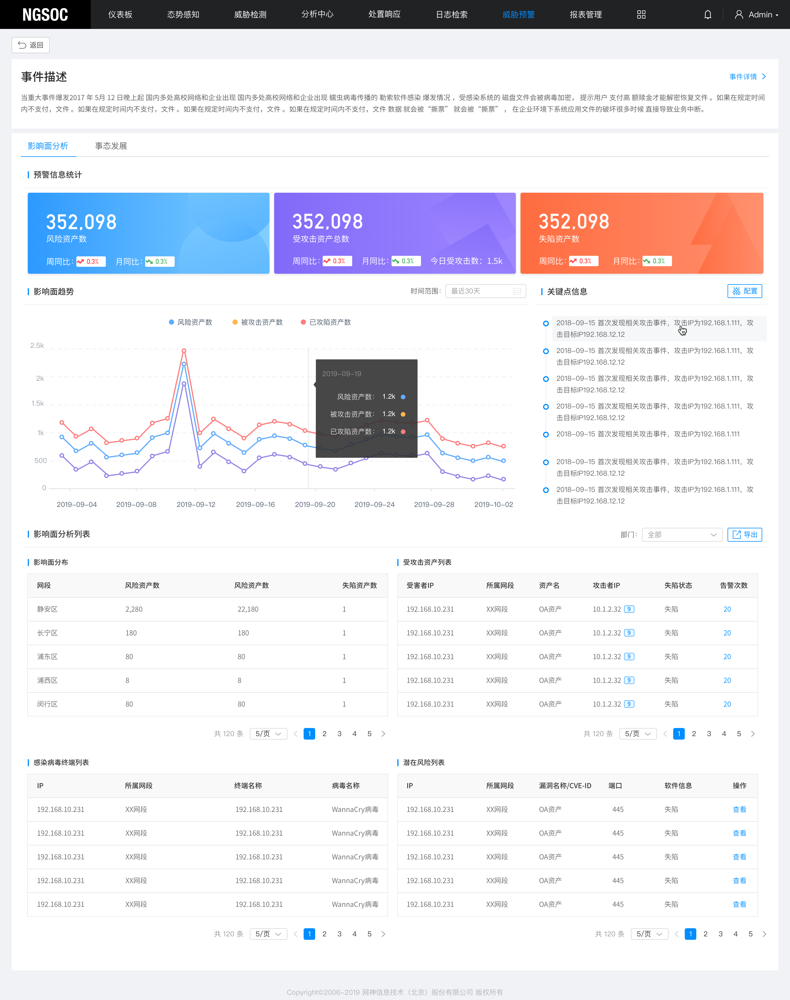 NGSOC 仪表板 态势感知 威胁检测 分析中心 处置响应 日志检索 威胁预警 报表管理 Admin
返回
事件描述 事件详情
当重大事件爆发2017 年 5月 12 日晚上起 国内多处高校网络和企业出现 国内多处高校网络和企业出现 蠕虫病毒传播的 勒索软件感染 爆发情况 ，受感染系统的 磁盘文件会被病毒加密， 提示用户 支付高 额赎金才能解密恢复文件 。如果在规定时间
内不支付，文件 。如果在规定时间内不支付，文件 。如果在规定时间内不支付，文件 。如果在规定时间内不支付，文件 数据 就会被“撕票” 就会被“撕票” ， 在企业环境下系统应用文件的破坏很多时候 直接导致业务中断。
影响面分析 事态发展
预警信息统计
352,098
风险资产数
周同比： 0.3% 月同比： 0.3%
352,098
受攻击资产总数
周同比： 0.3% 月同比： 0.3% 今日受攻击数：1.5k
352,098
失陷资产数
周同比： 0.3% 月同比： 0.3%
影响面趋势 时间范围： 最近30天
风险资产数 被攻击资产数 已攻陷资产数
2.5k
2k
1.5k
1k
500
0
2019-09-19
风险资产数： 1.2k
被攻击资产数： 1.2k
已攻陷资产数： 1.2k
2019-09-04 2019-09-08 2019-09-12 2019-09-16 2019-09-20 2019-09-24 2019-09-28 2019-10-02
关键点信息 配置
2018-09-15 首次发现相关攻击事件，攻击IP为192.168.1.111，攻
击目标IP192.168.12.12
2018-09-15 首次发现相关攻击事件，攻击IP为192.168.1.111，攻
击目标IP192.168.12.12
2018-09-15 首次发现相关攻击事件，攻击IP为192.168.1.111，攻
击目标IP192.168.12.12
2018-09-15 首次发现相关攻击事件，攻击IP为192.168.1.111，攻
击目标IP192.168.12.12
2018-09-15 首次发现相关攻击事件，攻击IP为192.168.1.111
2018-09-15 首次发现相关攻击事件，攻击IP为192.168.1.111，攻
击目标IP192.168.12.12
2018-09-15 首次发现相关攻击事件，攻击IP为192.168.1.111，攻
击目标IP192.168.12.12
影响面分析列表 部门： 全部 导出
影响面分布
网段 风险资产数 风险资产数 失陷资产数
静安区 2,280 22,180 1
长宁区 180 180 1
浦东区 80 80 1
浦西区 8 8 1
闵行区 80 80 1
共 120 条 5/页 1 2 3 4 5
受攻击资产列表
受害者IP 所属网段 资产名 攻击者IP 失陷状态 告警次数
192.168.10.231 XX网段 OA资产 10.1.2.32 9 失陷 20
192.168.10.231 XX网段 OA资产 10.1.2.32 9 失陷 20
192.168.10.231 XX网段 OA资产 10.1.2.32 9 失陷 20
192.168.10.231 XX网段 OA资产 10.1.2.32 9 失陷 20
192.168.10.231 XX网段 OA资产 10.1.2.32 9 失陷 20
共 120 条 5/页 1 2 3 4 5
感染病毒终端列表
IP 所属网段 终端名称 病毒名称
192.168.10.231 XX网段 192.168.10.231 WannaCry病毒
192.168.10.231 XX网段 192.168.10.231 WannaCry病毒
192.168.10.231 XX网段 192.168.10.231 WannaCry病毒
192.168.10.231 XX网段 192.168.10.231 WannaCry病毒
192.168.10.231 XX网段 192.168.10.231 WannaCry病毒
共 120 条 5/页 1 2 3 4 5
潜在风险列表
IP 所属网段 漏洞名称/CVE-ID 端口 软件信息 操作
192.168.10.231 XX网段 OA资产 445 失陷 查看
192.168.10.231 XX网段 OA资产 445 失陷 查看
192.168.10.231 XX网段 OA资产 445 失陷 查看
192.168.10.231 XX网段 OA资产 445 失陷 查看
192.168.10.231 XX网段 OA资产 445 失陷 查看
共 120 条 5/页 1 2 3 4 5
Copyright©2006-2019 网神信息技术（北京）股份有限公司 版权所有